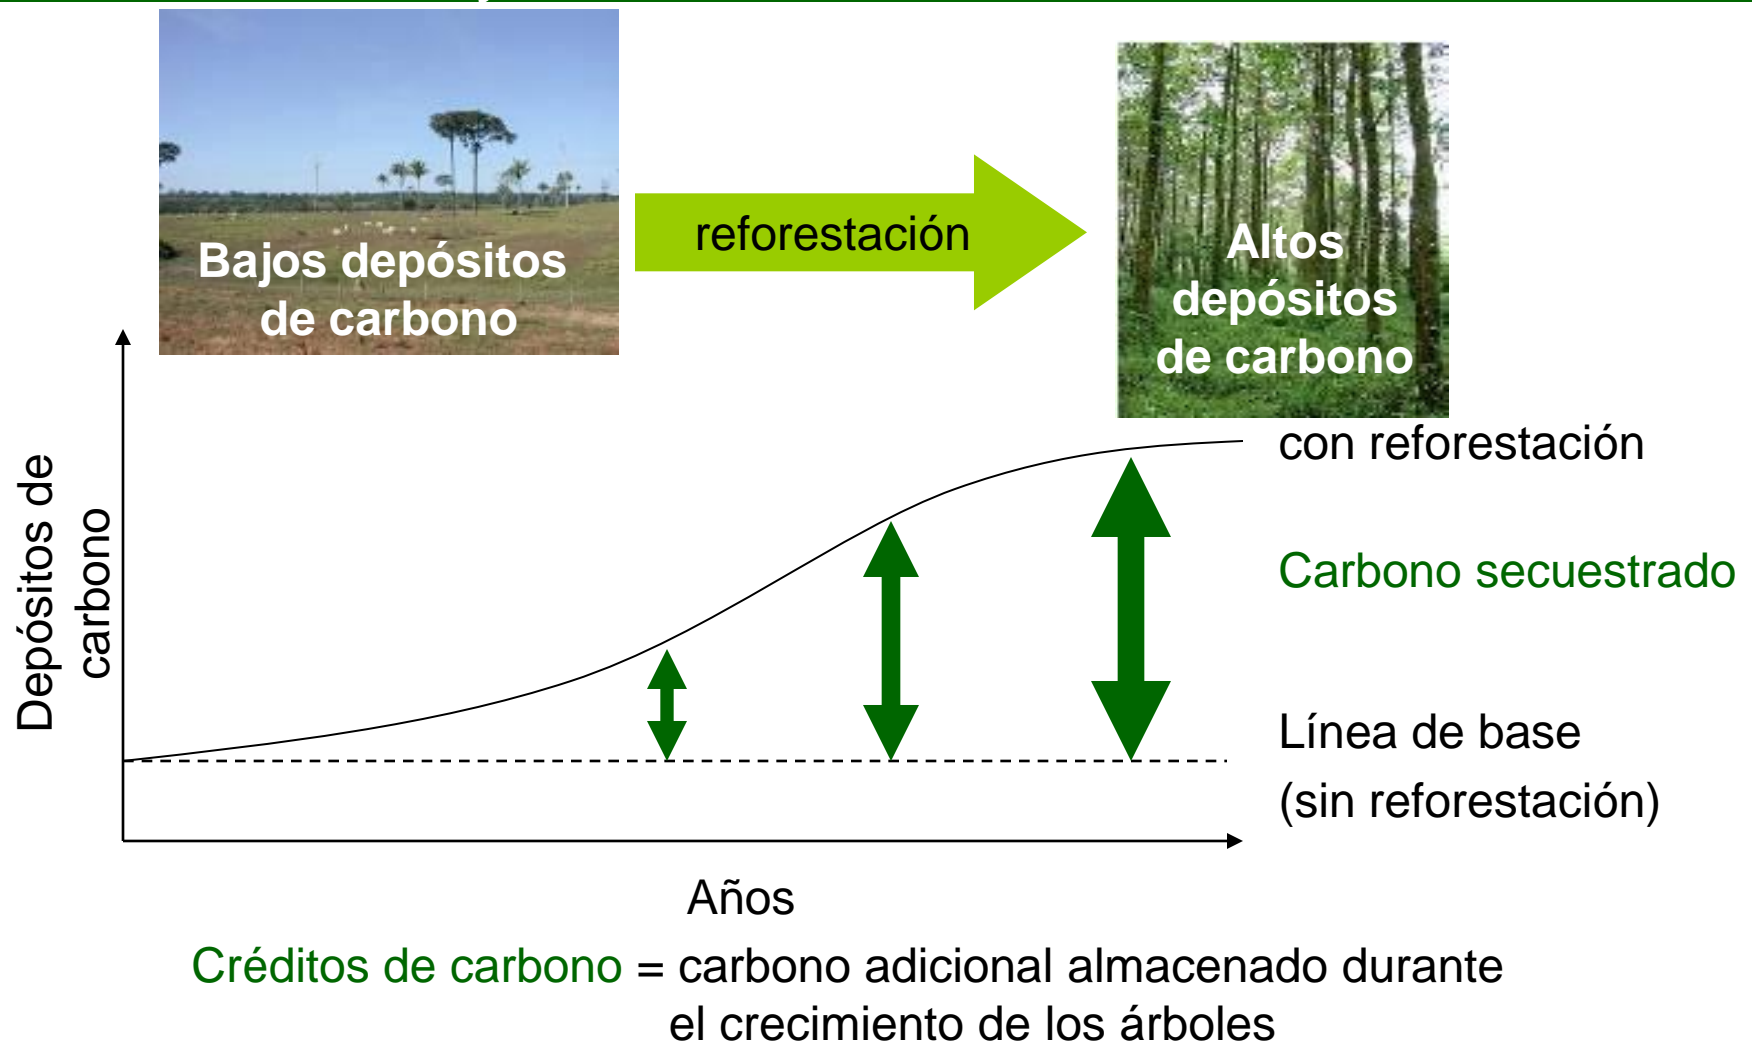 Bajos depósitos
de carbono
reforestación
Altos
depósitos
de carbono
Depósitos de
carbono
con reforestación
Carbono secuestrado
Línea de base
(sin reforestación)
Años
Créditos de carbono = carbono adicional almacenado durante
el crecimiento de los árboles